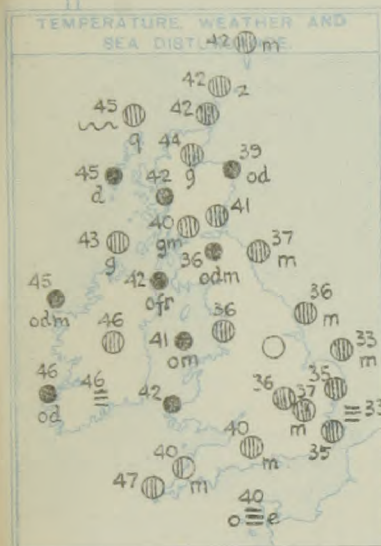 TEMPERATURE, WEATHER AND
SEA DISTURBANCE.
42 m
42 z
42
45 q
44 g
39 od
45 d
42
41
40 gm
43 g
36 odm
37 m
42 ofr
45 odm
36 m
36
46
41 om
33 m
46 od
46
35
36
37 m
33
42
35
40 m
40 m
47
40
o e